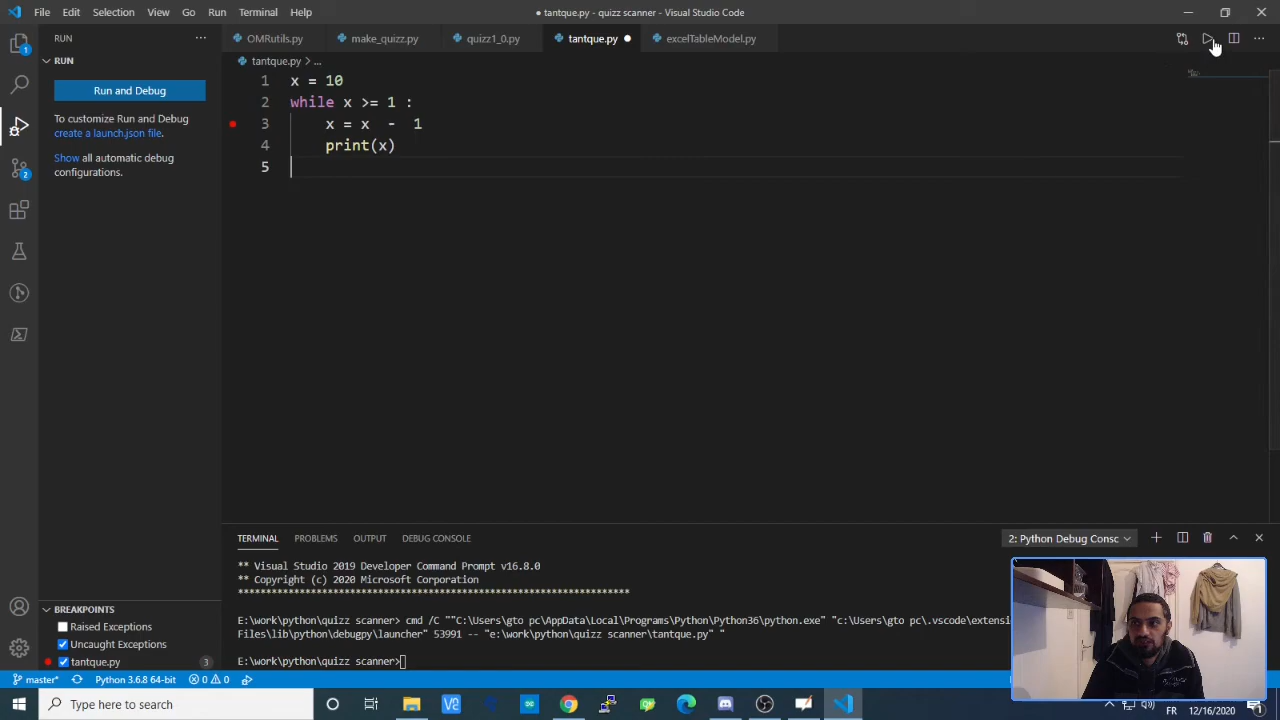 File Edit Selection View Go Run Terminal Help
● tantque.py - quizz scanner - Visual Studio Code
RUN
OMRutils.py
make_quizz.py
quizz1_0.py
tantque.py
excelTableModel.py
RUN
tantque.py > ...
Run and Debug
To customize Run and Debug
create a launch.json file.
Show all automatic debug
configurations.
1 x = 10
2 while x >= 1 :
3 x = x - 1
4 print(x)
5
BREAKPOINTS
Raised Exceptions
Uncaught Exceptions
tantque.py 3
TERMINAL PROBLEMS OUTPUT DEBUG CONSOLE
2: Python Debug Consc
** Visual Studio 2019 Developer Command Prompt v16.8.0
** Copyright (c) 2020 Microsoft Corporation
**********************************************************************
E:\work\python\quizz scanner> cmd /C ""C:\Users\gto pc\AppData\Local\Programs\Python\Python36\python.exe" "c:\Users\gto pc\.vscode\extensi
Files\lib\python\debugpy\launcher" 53991 -- "e:\work\python\quizz scanner\tantque.py" "
E:\work\python\quizz scanner>
master*
Python 3.6.8 64-bit
0 0
Type here to search
FR
12/16/2020
1
2
1